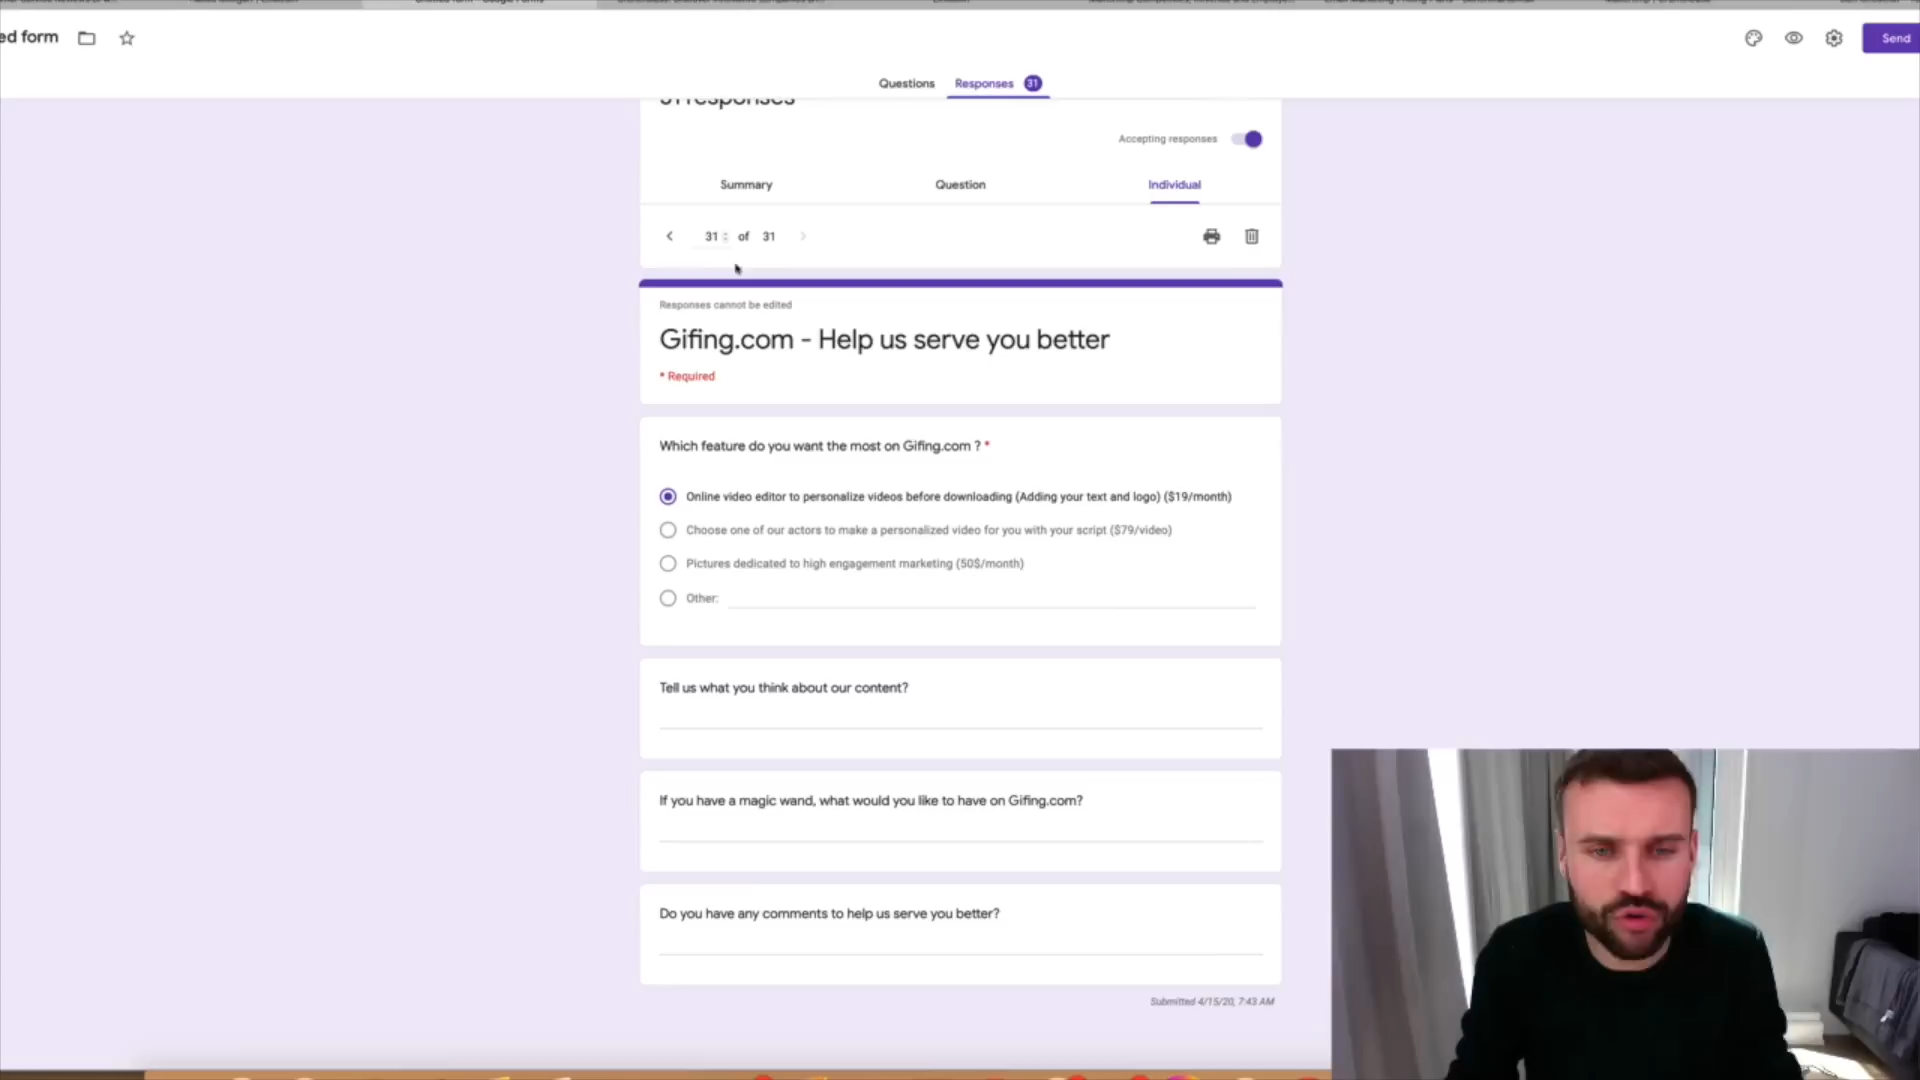 ed form
Send
Questions Responses 31
31 responses
Accepting responses
Summary Question Individual
31 of 31
Responses cannot be edited
Gifing.com - Help us serve you better
* Required
Which feature do you want the most on Gifing.com ? *
Online video editor to personalize videos before downloading (Adding your text and logo) ($19/month)
Choose one of our actors to make a personalized video for you with your script ($79/video)
Pictures dedicated to high engagement marketing (50$/month)
Other:
Tell us what you think about our content?
If you have a magic wand, what would you like to have on Gifing.com?
Do you have any comments to help us serve you better?
Submitted 4/15/20, 7:43 AM